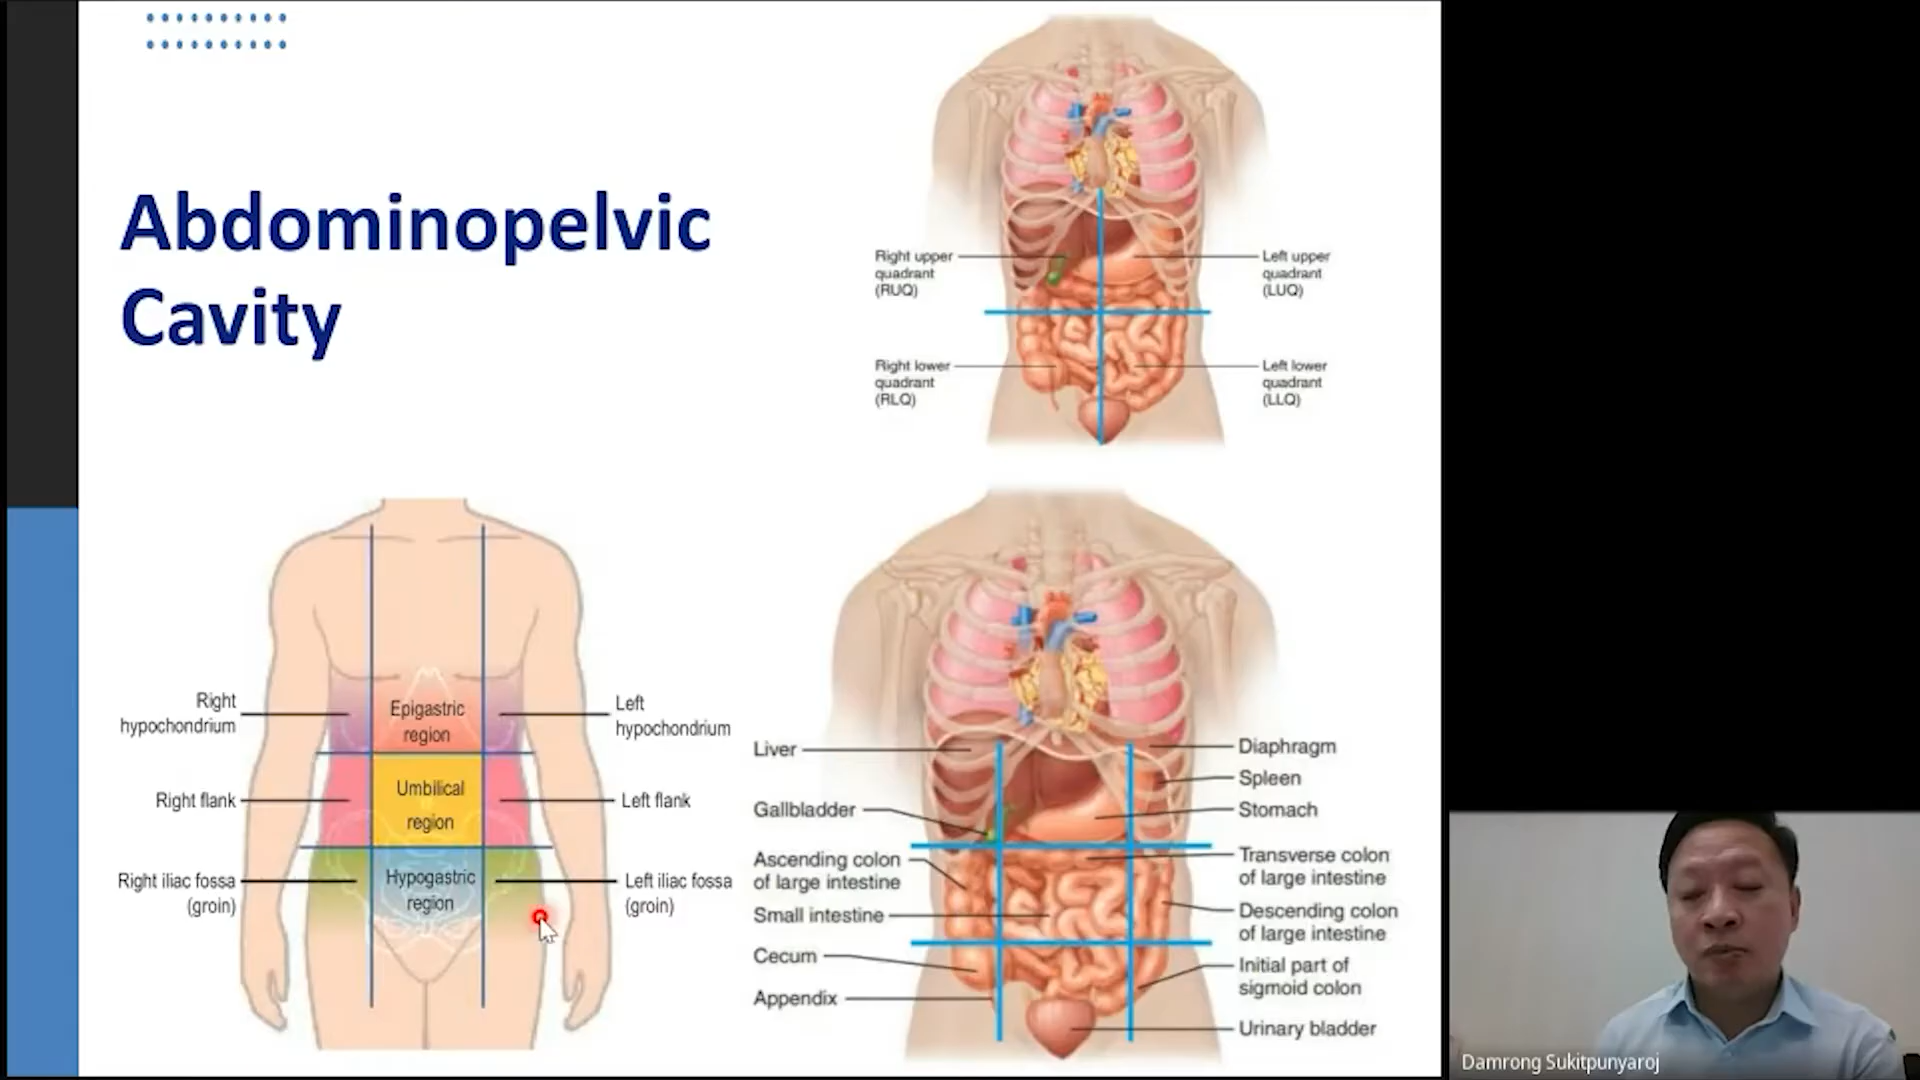 Abdominopelvic
Cavity
Right upper
quadrant
(RUQ)
Left upper
quadrant
(LUQ)
Right lower
quadrant
(RLQ)
Left lower
quadrant
(LLQ)
Right
hypochondrium
Epigastric
region
Left
hypochondrium
Right flank
Umbilical
region
Left flank
Right iliac fossa
(groin)
Hypogastric
region
Left iliac fossa
(groin)
Liver
Gallbladder
Ascending colon
of large intestine
Small intestine
Cecum
Appendix
Diaphragm
Spleen
Stomach
Transverse colon
of large intestine
Descending colon
of large intestine
Initial part of
sigmoid colon
Urinary bladder
Damrong Sukitpunyaroj